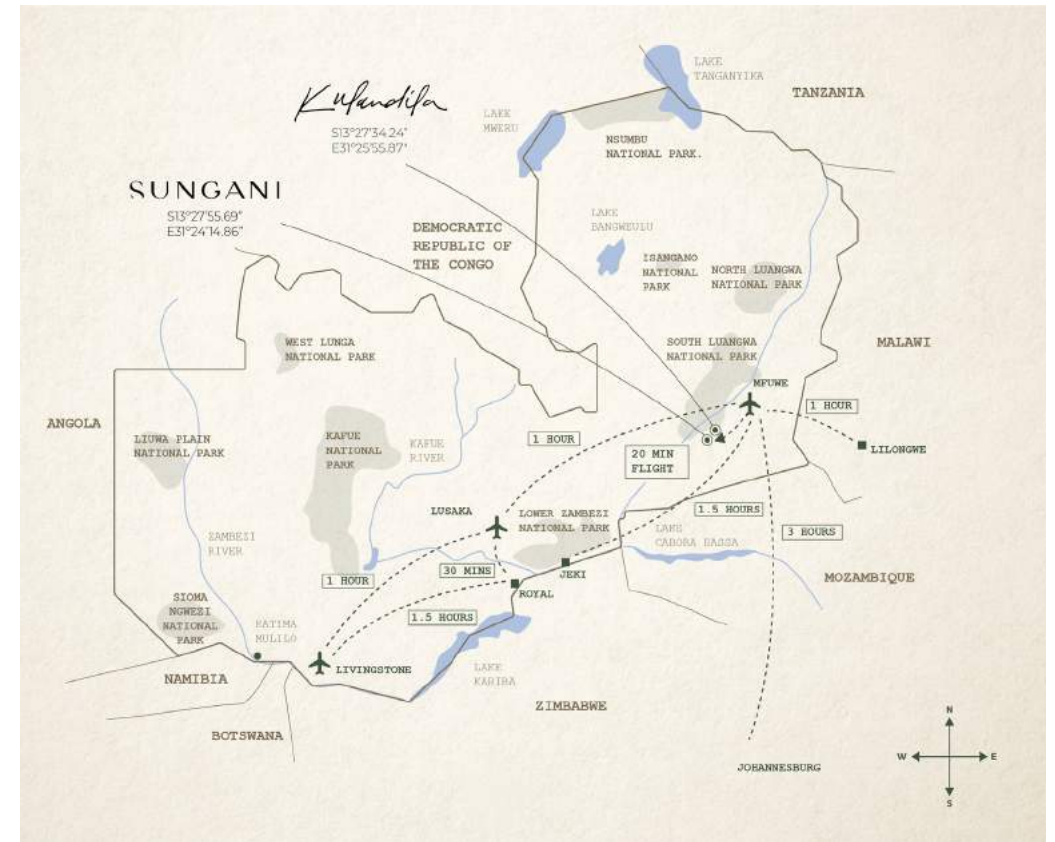 LAKE
TANGANYIKA
TANZANIA
Kulandila
S13°27'34.24"
E31°25'55.87"
LAKE
MWERU
NSUMBU
NATIONAL PARK.
SUNGANI
S13°27'55.69"
E31°24'14.86"
DEMOCRATIC
REPUBLIC OF
THE CONGO
LAKE
BANGWEULU
ISANGANO
NATIONAL
PARK
NORTH LUANGWA
NATIONAL PARK
WEST LUNGA
NATIONAL PARK
SOUTH LUANGWA
NATIONAL PARK
MALAWI
MFUWE
1 HOUR
ANGOLA
LIUWA PLAIN
NATIONAL PARK
KAFUE
NATIONAL
PARK
KAFUE
RIVER
1 HOUR
20 MIN
FLIGHT
LILONGWE
LUSAKA
LOWER ZAMBEZI
NATIONAL PARK
1.5 HOURS
LAKE
CABORA BASSA
3 HOURS
ZAMBEZI
RIVER
1 HOUR
30 MINS
JEKI
MOZAMBIQUE
ROYAL
SIOMA
NGWEZI
NATIONAL
PARK
KATIMA
MULILO
1.5 HOURS
LIVINGSTONE
LAKE
KARIBA
NAMIBIA
ZIMBABWE
BOTSWANA
JOHANNESBURG
N
W
E
S